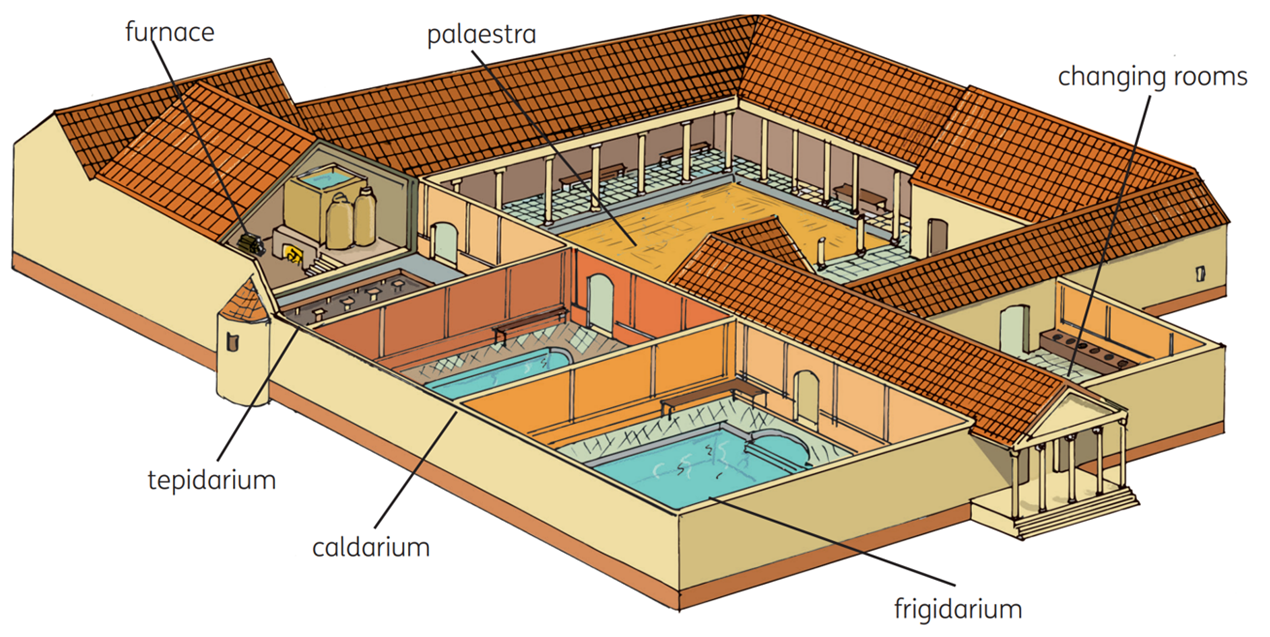 furnace
palaestra
changing rooms
tepidarium
caldarium
frigidarium